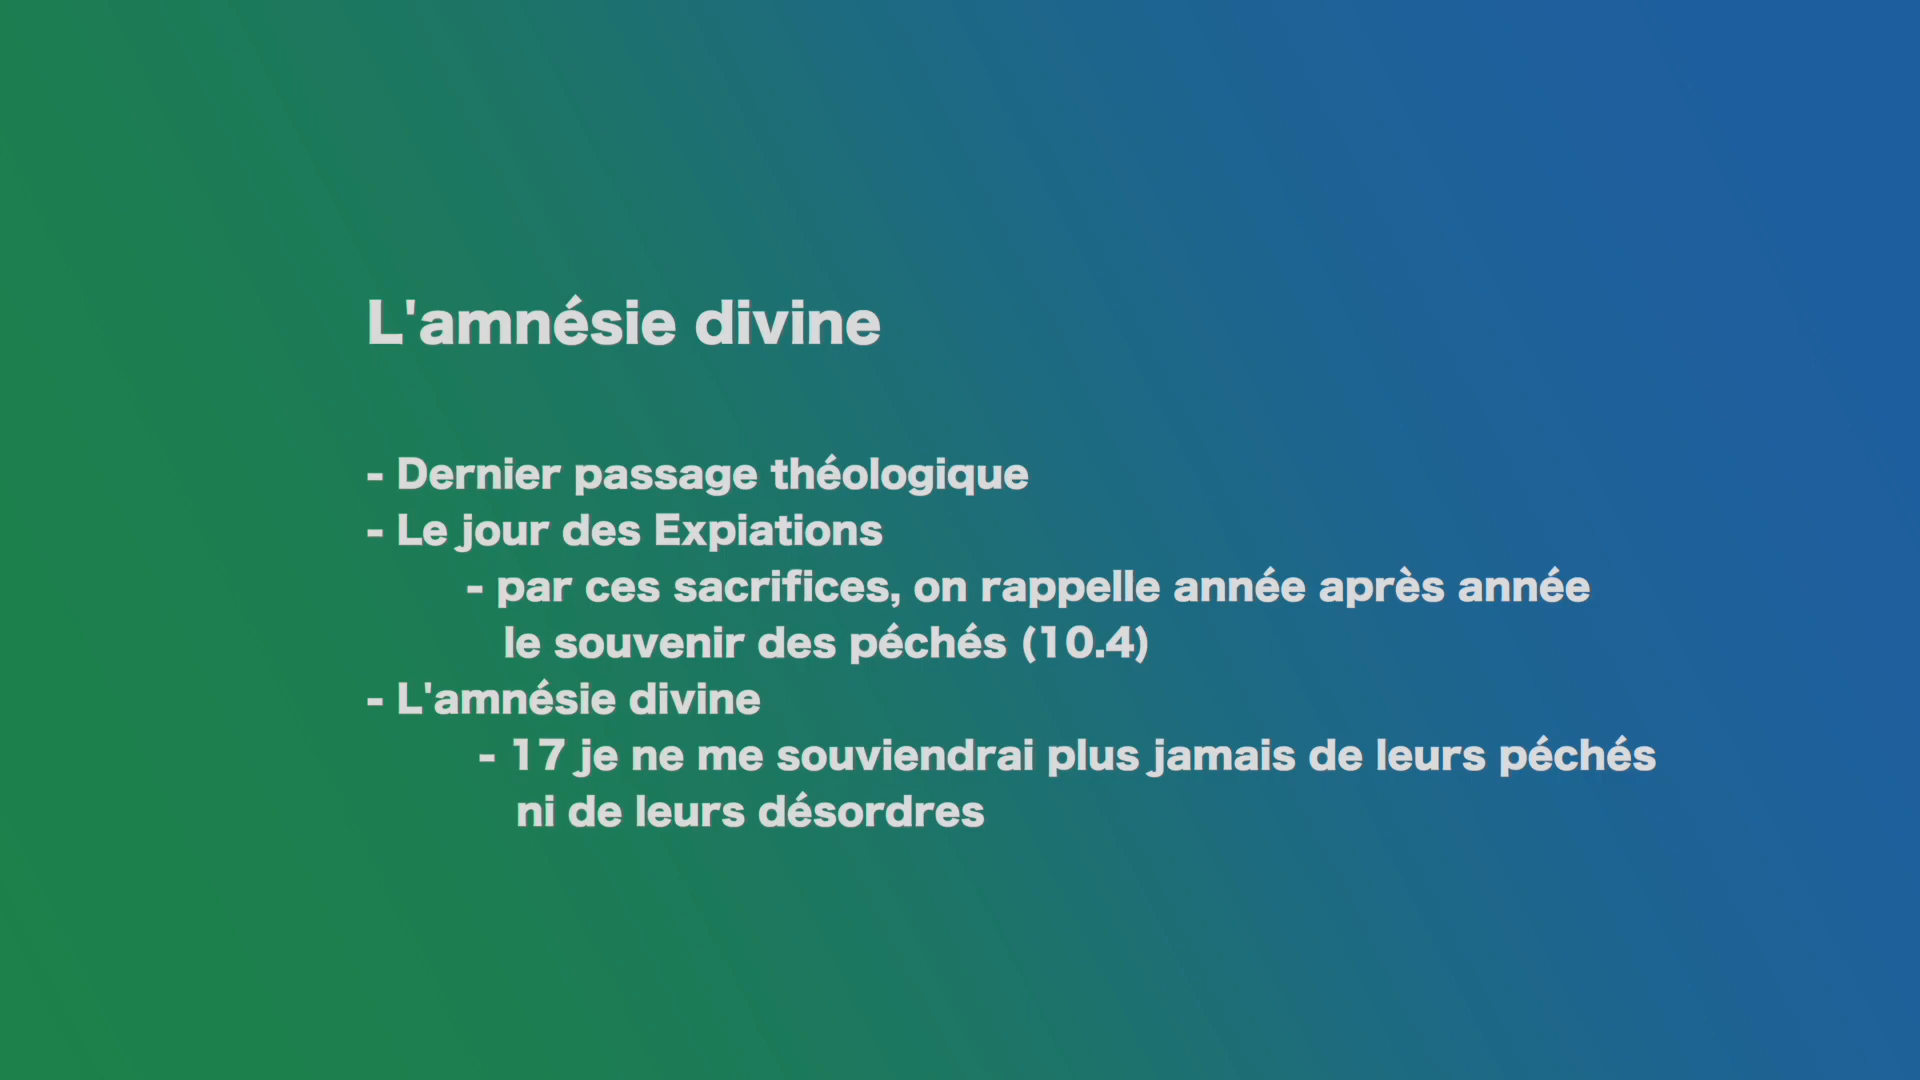 L'amnésie divine
- Dernier passage théologique
- Le jour des Expiations
- par ces sacrifices, on rappelle année après année
le souvenir des péchés (10.4)
- L'amnésie divine
- 17 je ne me souviendrai plus jamais de leurs péchés
ni de leurs désordres